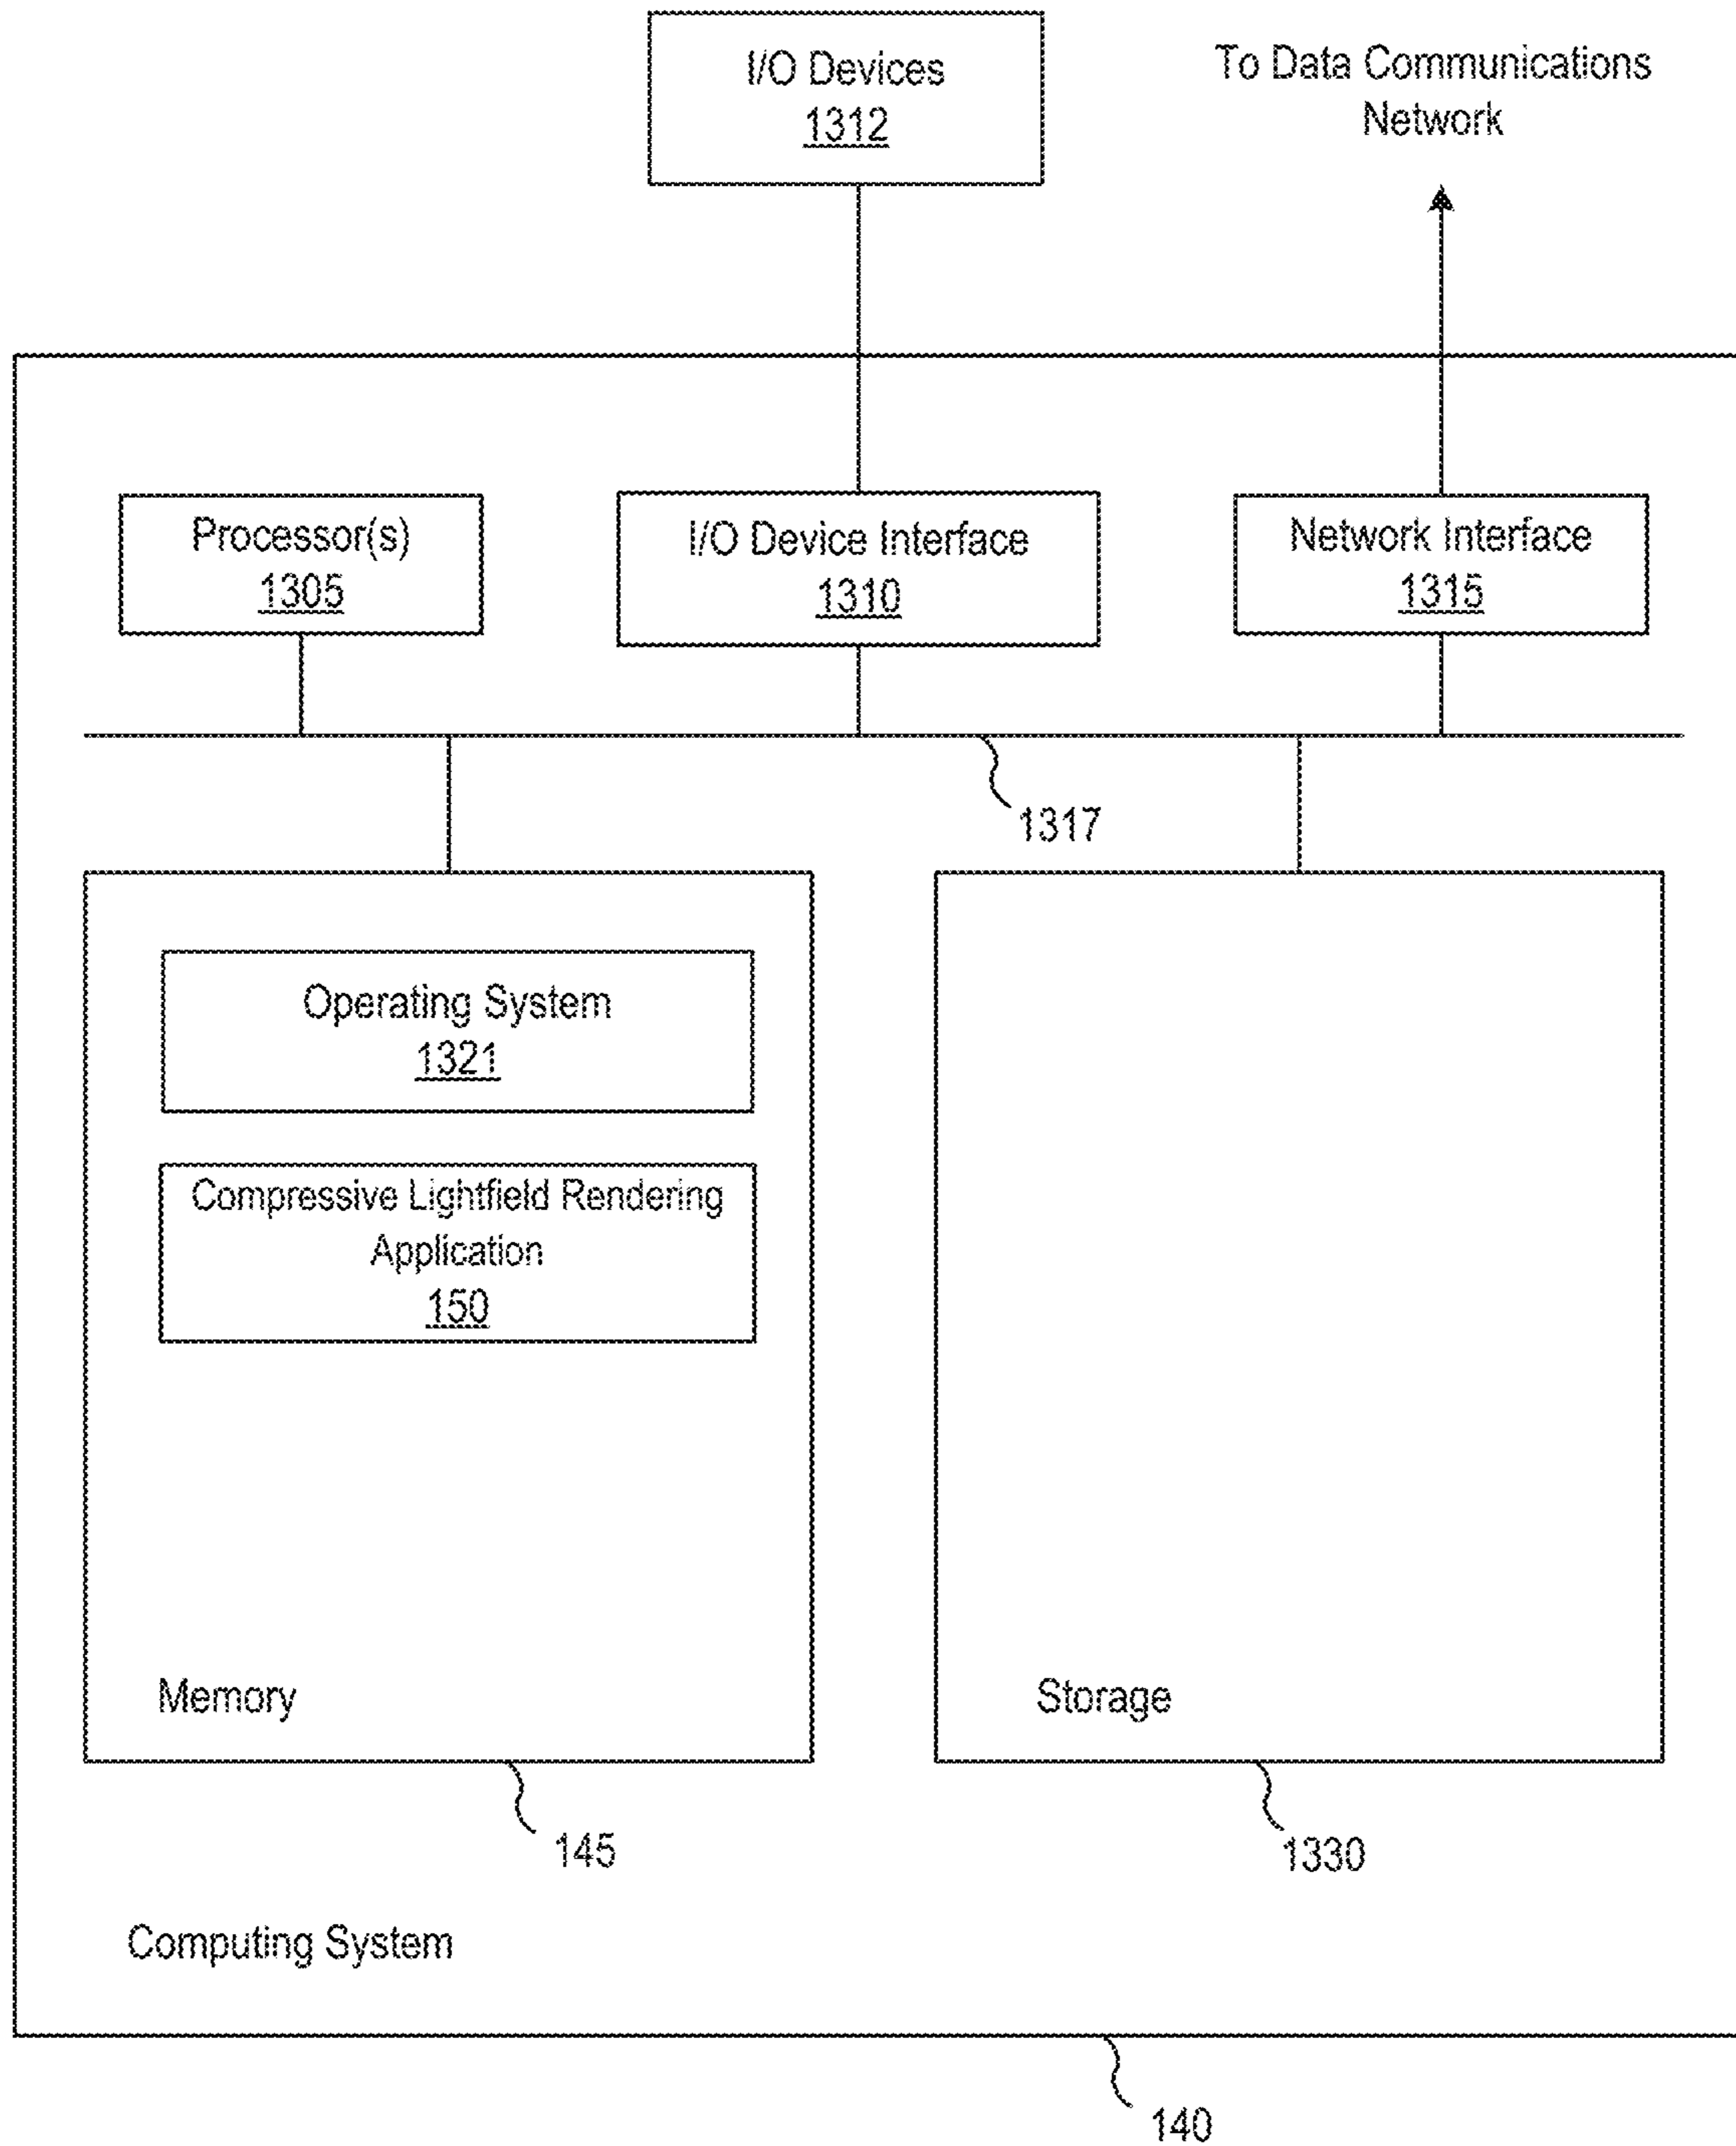 I/O Devices
1312
To Data Communications
Network
Processor(s)
1305
I/O Device Interface
1310
Network Interface
1315
1317
Operating System
1321
Compressive Lightfield Rendering
Application
150
Memory
Storage
145
1330
Computing System
140